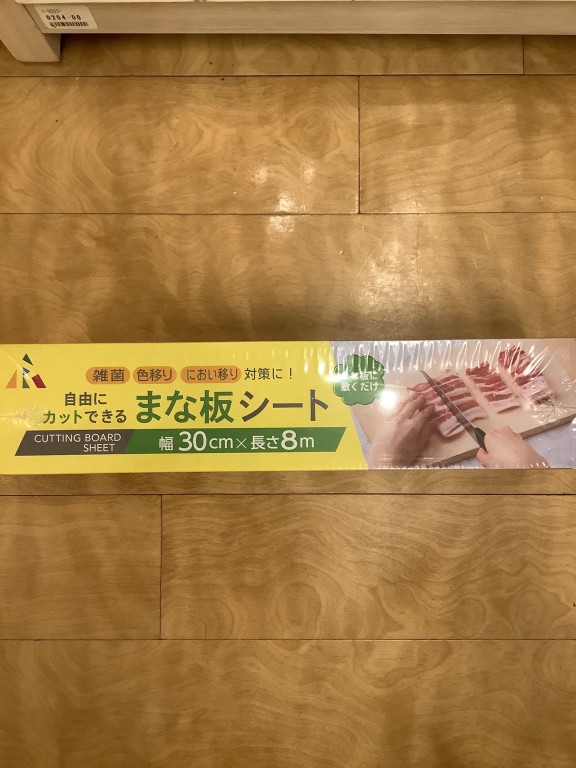 0204-00
雑菌 色移り におい移り 対策に！
自由に
カットできる まな板シート
CUTTING BOARD
SHEET
幅30cm×長さ8m
敷くだけ